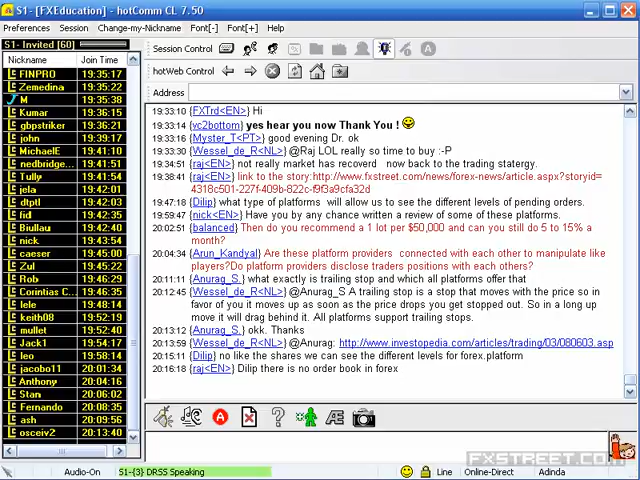 S1- [FXEducation] - hotComm CL 7.50
Preferences Session Change-my-Nickname Font[-] Font[+] Help
S1- Invited [60]
Nickname Join Time
FINPRO 19:35:17
Zemedina 19:35:22
M 19:35:38
Kumar 19:36:15
gbpstriker 19:36:21
john 19:37:05
MichaelE 19:41:10
nedbridge... 19:41:16
Tully 19:41:54
jela 19:42:01
dtptl 19:42:03
fid 19:42:35
Biullau 19:42:40
nick 19:43:54
caeser 19:45:00
Zul 19:45:22
Rob 19:46:29
Corintias C... 19:46:35
lele 19:48:14
keith08 19:52:19
mullet 19:52:40
Jack1 19:54:17
leo 19:58:14
jacobo11 20:01:34
Anthony 20:04:16
Stan 20:06:02
Fernando 20:08:35
ash 20:09:56
osceiv2 20:13:40
Session Control
hotWeb Control
Address
19:33:10 {FXTrd<EN>} Hi
19:33:14 {vc2bottom} yes hear you now Thank You !
19:33:16 {Myster_T<PT>} good evening Dr. ok
19:33:30 {Wessel_de_R<NL>} @Raj LOL really so time to buy :-P
19:34:51 {raj<EN>} not really market has recoverd now back to the trading statergy.
19:38:41 {raj<EN>} link to the story:http://www.fxstreet.com/news/forex-news/article.aspx?storyid=
4318c501-227f-409b-822c-f9f3a9cfa32d
19:47:18 {Dilip} what type of platforms will allow us to see the different levels of pending orders.
19:59:47 {nick<EN>} Have you by any chance written a review of some of these platforms.
20:02:51 {balanced} Then do you recommend a 1 lot per $50,000 and can you still do 5 to 15% a
month?
20:04:34 {Arun_Kandyal} Are these platform providers connected with each other to manipulate like
players?Do platform providers disclose traders positions with each others?
20:11:11 {Anurag_S.} what exactly is trailing stop and which all platforms offer that
20:12:45 {Wessel_de_R<NL>} @Anurag_S A trailing stop is a stop that moves with the price so in
favor of you it moves up as soon as the price drops you get stopped out. So in a long up
move it will drag behind it. All platforms support trailing stops.
20:13:12 {Anurag_S.} okk. Thanks
20:13:59 {Wessel_de_R<NL>} @Anurag: http://www.investopedia.com/articles/trading/03/080603.asp
20:15:11 {Dilip} no like the shares we can see the different levels for forex.platform
20:16:18 {raj<EN>} Dilip there is no order book in forex
FXSTREET.COM
Audio-On S1-{3} DRSS Speaking Line Online-Direct Adinda